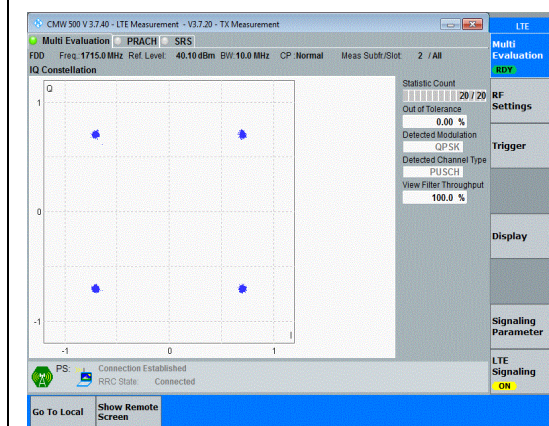 CMW 500 V 3.7.40 - LTE Measurement - V3.7.20 - TX Measurement
LTE
Multi Evaluation PRACH SRS
Multi
Evaluation
RDY
FDD Freq.:1715.0 MHz Ref. Level: 40.10 dBm BW:10.0 MHz CP :Normal Meas Subfr/Slot: 2 / All
IQ Constellation
Statistic Count
20 / 20
Out of Tolerance
0.00 %
Detected Modulation
QPSK
Detected Channel Type
PUSCH
View Filter Throughput
100.0 %
Q
1
0
-1
I
-1 0 1
RF
Settings
Trigger
Display
Signaling
Parameter
LTE
Signaling
ON
PS: Connection Established
RRC State Connected
Go To Local
Show Remote
Screen